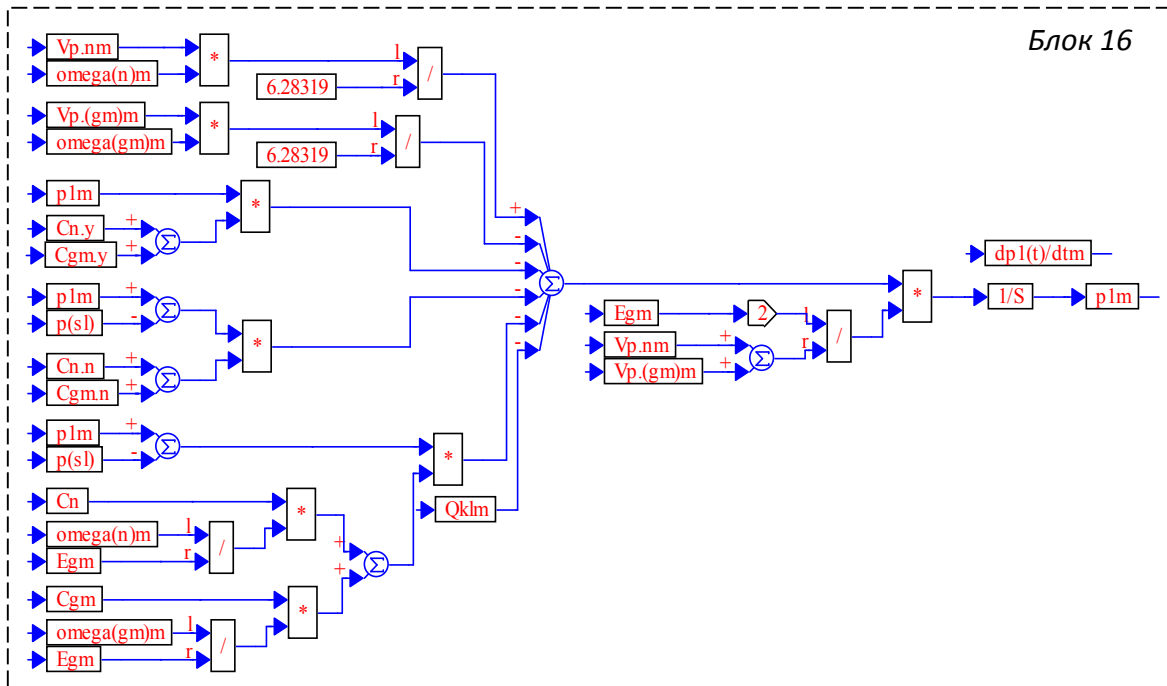 Блок 16
Vp.nm
omega(n)m
*
l
r
6.28319
/
Vp.(gm)m
omega(gm)m
*
l
r
6.28319
/
p1m
*
Cn.y
+
Cgm.y
+
Σ
p1m
+
p(sl)
-
Σ
*
Cn.n
+
Cgm.n
+
Σ
p1m
+
p(sl)
-
Σ
*
Cn
*
omega(n)m
l
Egm
r
/
+
+
Σ
Cgm
*
omega(gm)m
l
Egm
r
/
Qklm
+
-
-
-
-
-
Σ
Egm
2
l
r
/
Vp.nm
+
Vp.(gm)m
+
Σ
*
dp1(t)/dtm
1/S
p1m